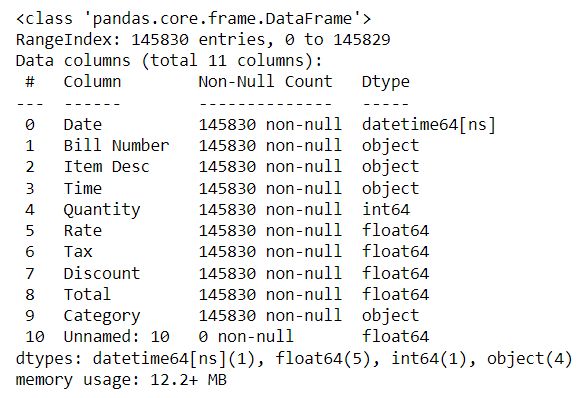 <class 'pandas.core.frame.DataFrame'>
RangeIndex: 145830 entries, 0 to 145829
Data columns (total 11 columns):
 #   Column       Non-Null Count   Dtype
---  ------       --------------   -----
 0   Date         145830 non-null  datetime64[ns]
 1   Bill Number  145830 non-null  object
 2   Item Desc    145830 non-null  object
 3   Time         145830 non-null  object
 4   Quantity     145830 non-null  int64
 5   Rate         145830 non-null  float64
 6   Tax          145830 non-null  float64
 7   Discount     145830 non-null  float64
 8   Total        145830 non-null  float64
 9   Category     145830 non-null  object
 10  Unnamed: 10  0 non-null       float64
dtypes: datetime64[ns](1), float64(5), int64(1), object(4)
memory usage: 12.2+ MB